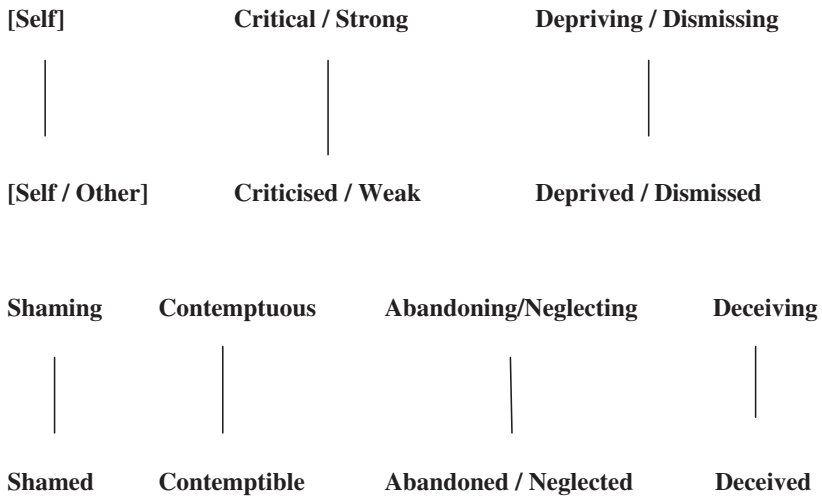 [Self] Critical / Strong Depriving / Dismissing
[Self / Other] Criticised / Weak Deprived / Dismissed
Shaming Contemptuous Abandoning/Neglecting Deceiving
Shamed Contemptible Abandoned / Neglected Deceived